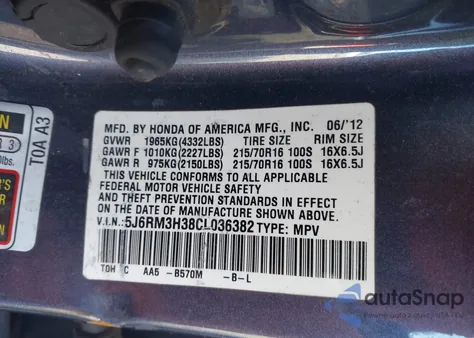 MFD. BY HONDA OF AMERICA MFG., INC. 06/'12
GVWR 1965KG(4332LBS) TIRE SIZE RIM SIZE
GAWR F 1010KG(2227LBS) 215/70R16 100S 16X6.5J
GAWR R 975KG(2150LBS) 215/70R16 100S 16X6.5J
THIS VEHICLE CONFORMS TO ALL APPLICABLE
FEDERAL MOTOR VEHICLE SAFETY
AND THEFT PREVENTION STANDARDS IN EFFECT ON
THE DATE OF MANUFACTURE SHOWN ABOVE.
V.I.N.: 5J6RM3H38CL036382 TYPE: MPV
TOH C AA5 -B570M -B-L
T0A A3
R 3
0lbs.
autoSnap